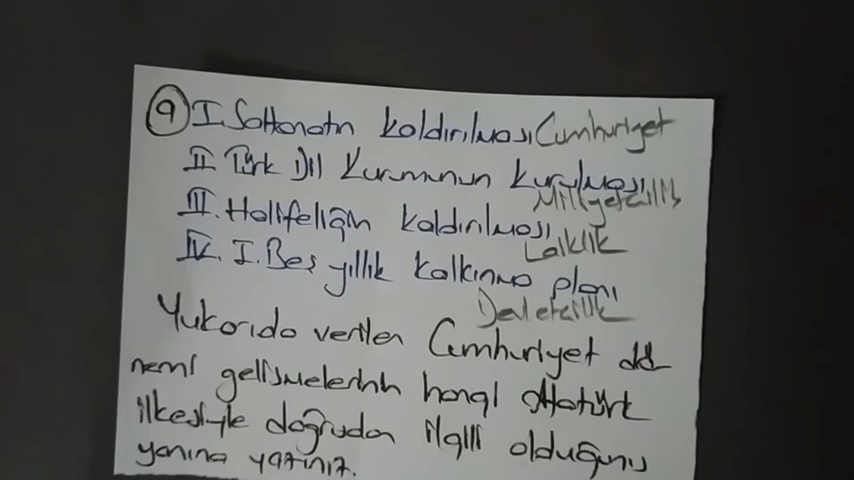 9 I. Saltanatın kaldırılması Cumhuriyet
II Türk Dil Kurumunun kurulması
Milliyetçilik
III. Halifeliğin kaldırılması
Laiklik
IV. I. Beş yıllık kalkınma planı
Devletçilik
Yukarıda verilen Cumhuriyet dö-
nemi gelişmelerinin hangi Atatürk
ilkesiyle doğrudan ilgili olduğunu
yanına yazınız.